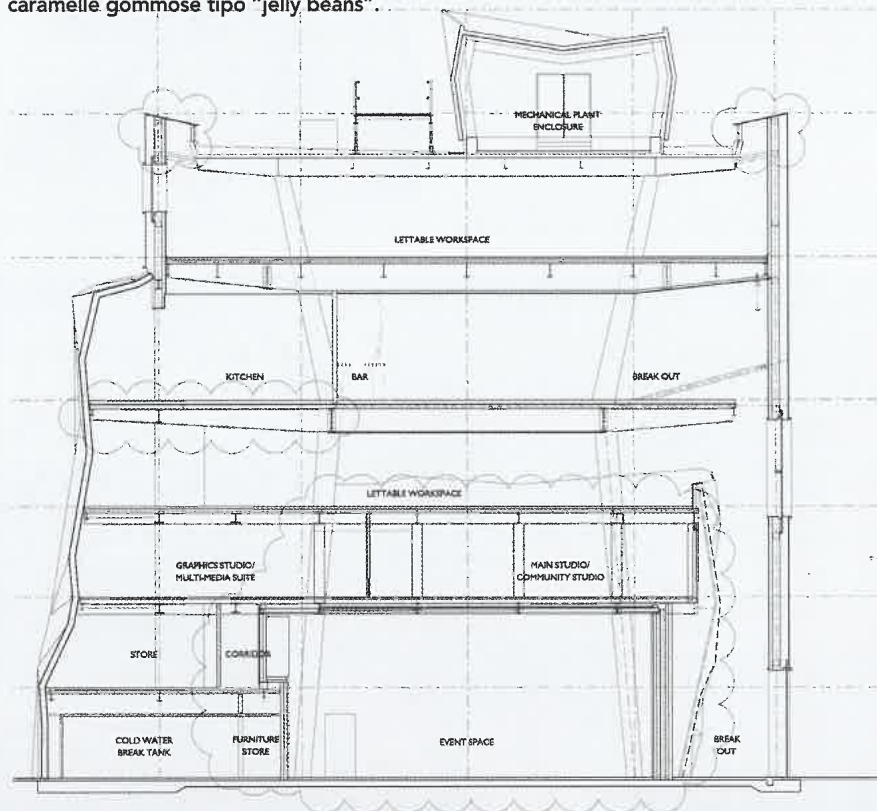 caramelle gommose tipo "jelly beans".
MECHANICAL PLANT
ENCLOSURE
LETTABLE WORKSPACE
KITCHEN
BAR
BREAK OUT
LETTABLE WORKSPACE
GRAPHICS STUDIO/
MULTI-MEDIA SUITE
MAIN STUDIO/
COMMUNITY STUDIO
STORE
CORRIDOR
COLD WATER
BREAK TANK
FURNITURE
STORE
EVENT SPACE
BREAK
OUT